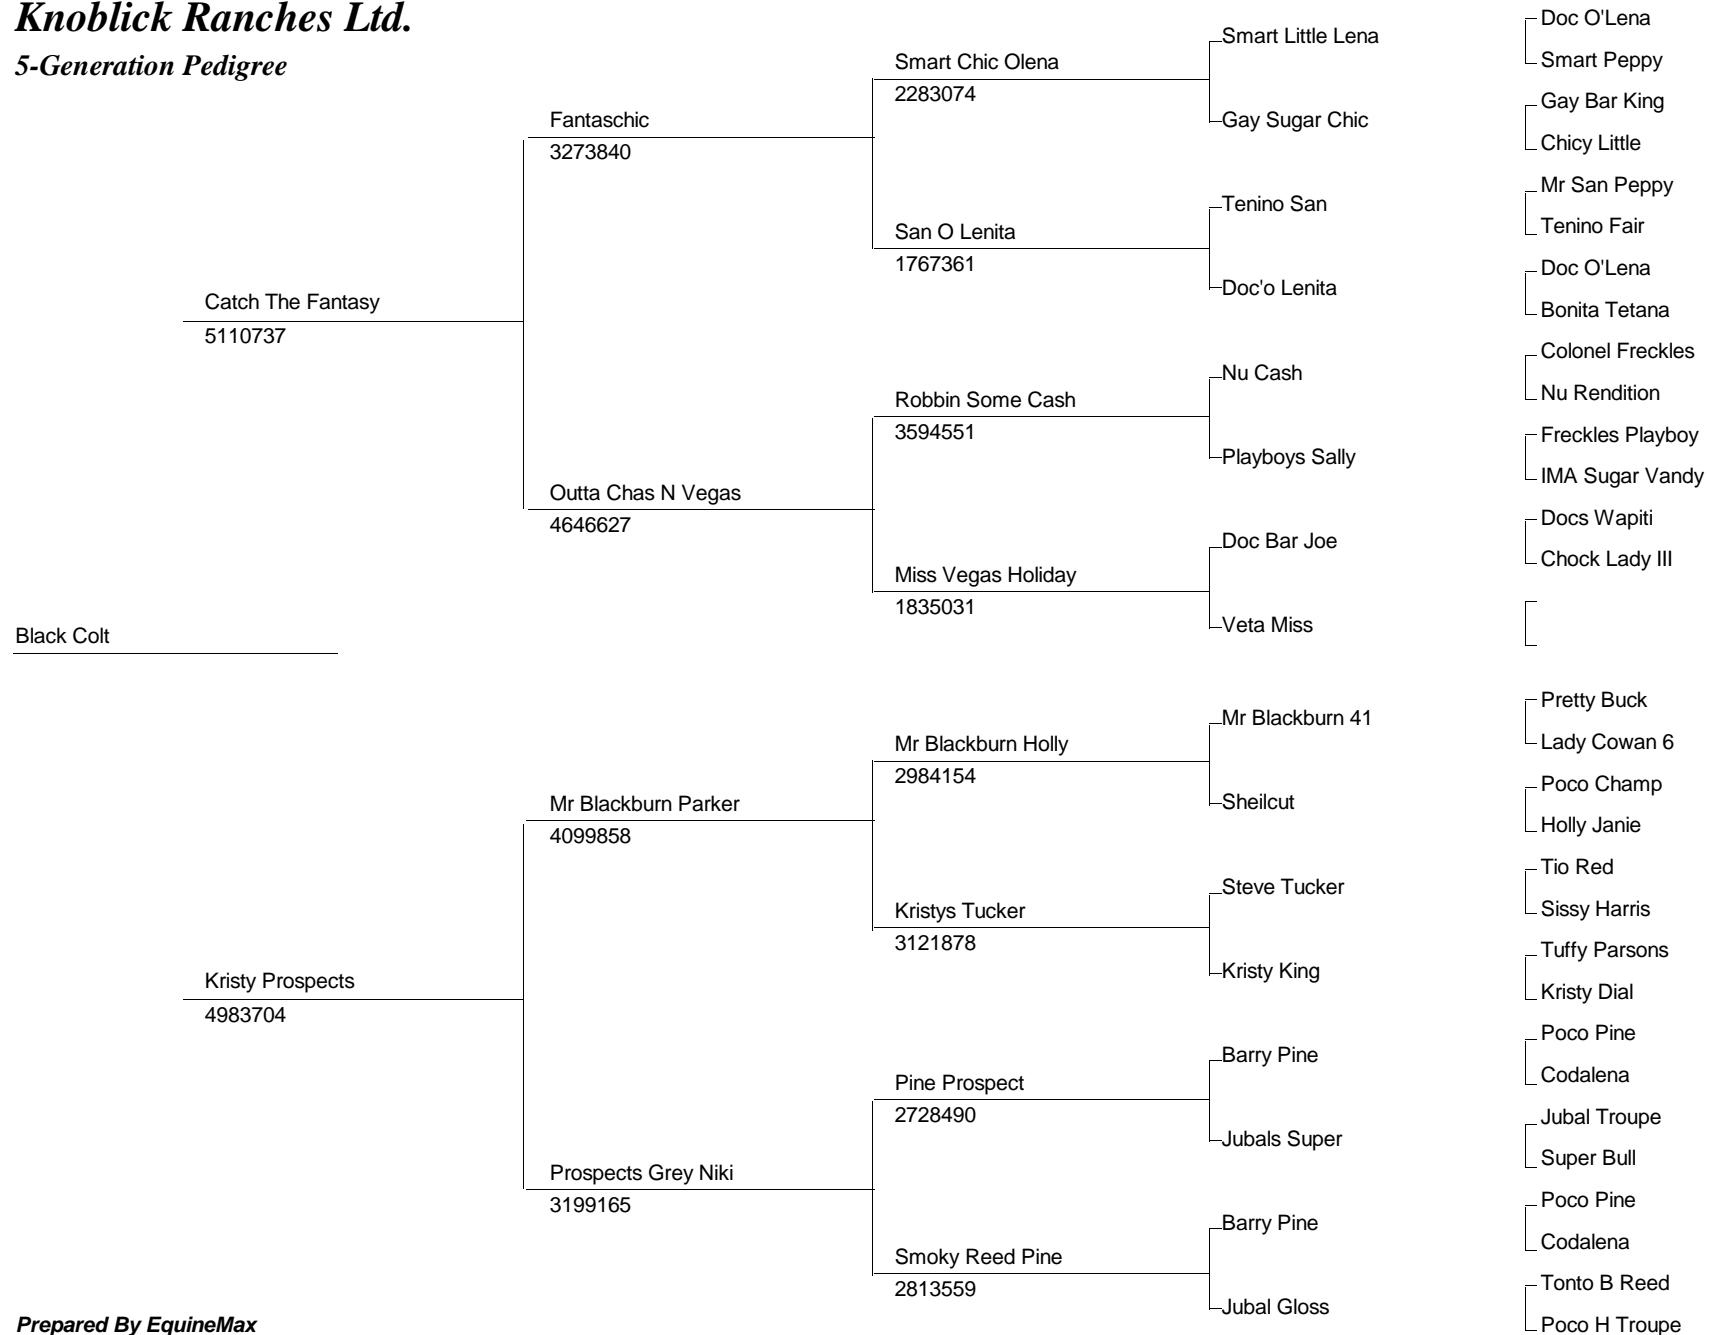 Knoblick Ranches Ltd.
5-Generation Pedigree
Black Colt
Catch The Fantasy
5110737
Kristy Prospects
4983704
Fantaschic
3273840
Outta Chas N Vegas
4646627
Mr Blackburn Parker
4099858
Prospects Grey Niki
3199165
Smart Chic Olena
2283074
San O Lenita
1767361
Robbin Some Cash
3594551
Miss Vegas Holiday
1835031
Mr Blackburn Holly
2984154
Kristys Tucker
3121878
Pine Prospect
2728490
Smoky Reed Pine
2813559
Smart Little Lena
Gay Sugar Chic
Tenino San
Doc'o Lenita
Nu Cash
Playboys Sally
Doc Bar Joe
Veta Miss
Mr Blackburn 41
Sheilcut
Steve Tucker
Kristy King
Barry Pine
Jubals Super
Barry Pine
Jubal Gloss
Doc O'Lena
Smart Peppy
Gay Bar King
Chicy Little
Mr San Peppy
Tenino Fair
Doc O'Lena
Bonita Tetana
Colonel Freckles
Nu Rendition
Freckles Playboy
IMA Sugar Vandy
Docs Wapiti
Chock Lady III
Pretty Buck
Lady Cowan 6
Poco Champ
Holly Janie
Tio Red
Sissy Harris
Tuffy Parsons
Kristy Dial
Poco Pine
Codalena
Jubal Troupe
Super Bull
Poco Pine
Codalena
Tonto B Reed
Poco H Troupe
Prepared By EquineMax